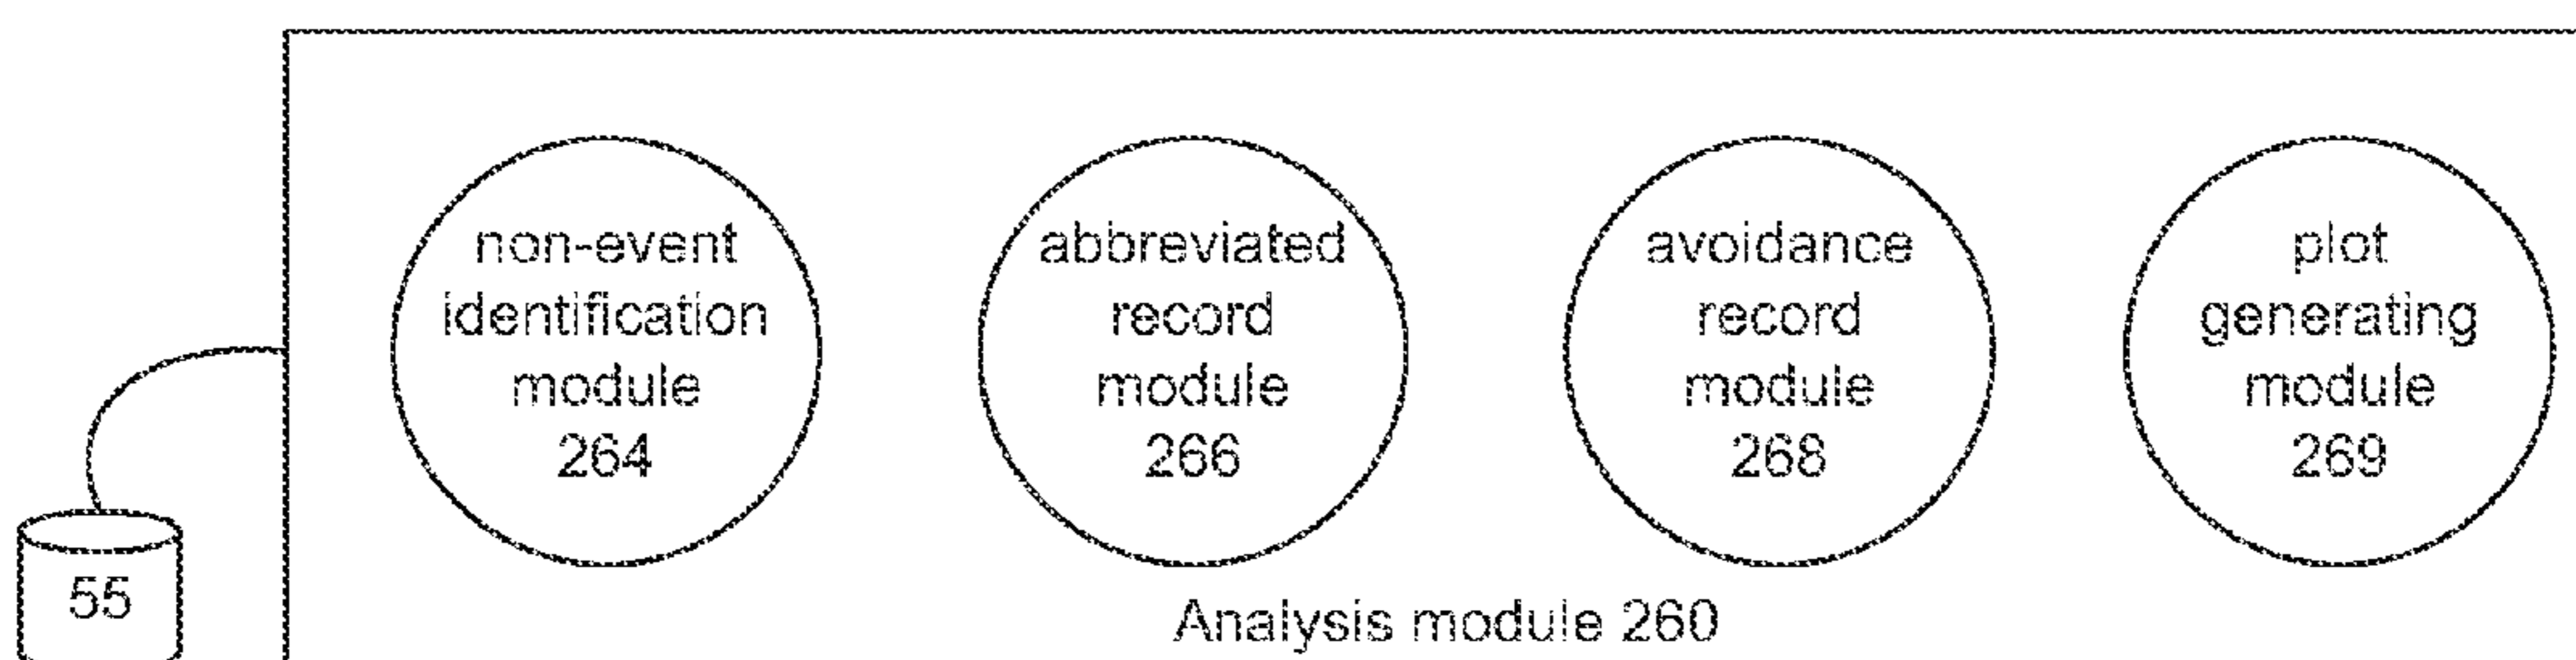 non-event
identification
module
264
abbreviated
record
module
266
avoidance
record
module
268
plot
generating
module
269
55
Analysis module 260